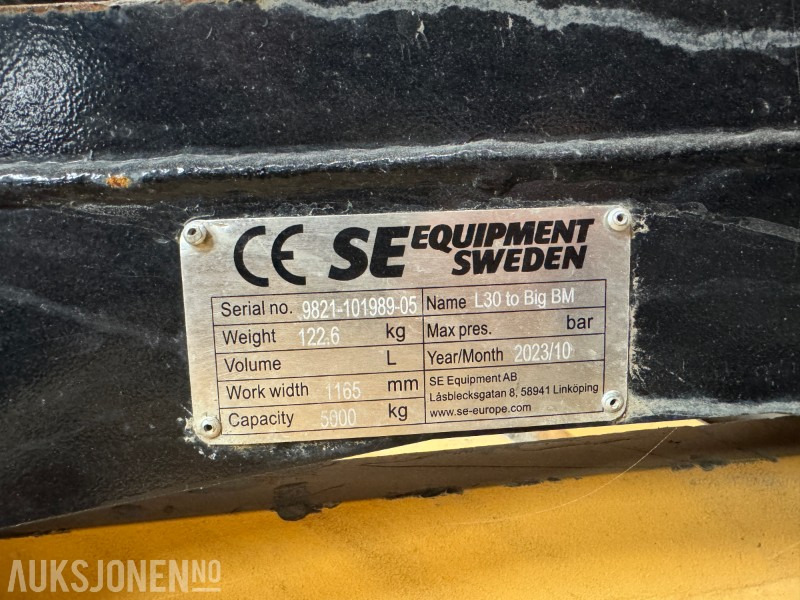 CE SE EQUIPMENT SWEDEN
Serial no. 9821-101989-05 Name L30 to Big BM
Weight 122.6 kg Max pres. bar
Volume L Year/Month 2023/10
Work width 1165 mm SE Equipment AB
Låsblecksgatan 8, 58941 Linköping
Capacity 5000 kg www.se-europe.com
AUKSJONEN.NO